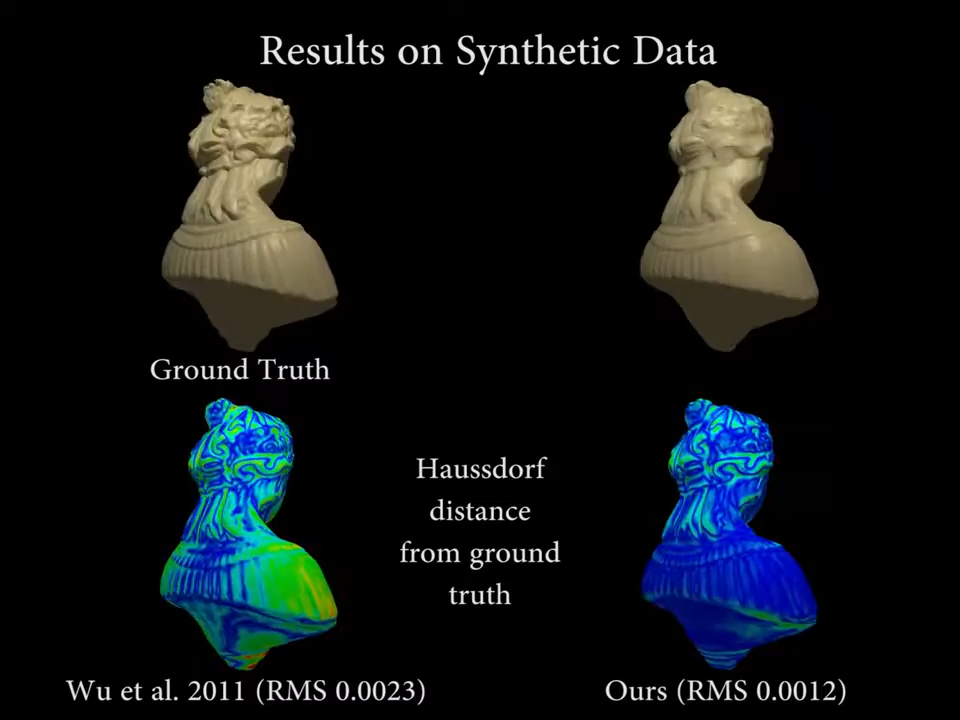 Results on Synthetic Data
Ground Truth
Haussdorf
distance
from ground
truth
Wu et al. 2011 (RMS 0.0023)
Ours (RMS 0.0012)